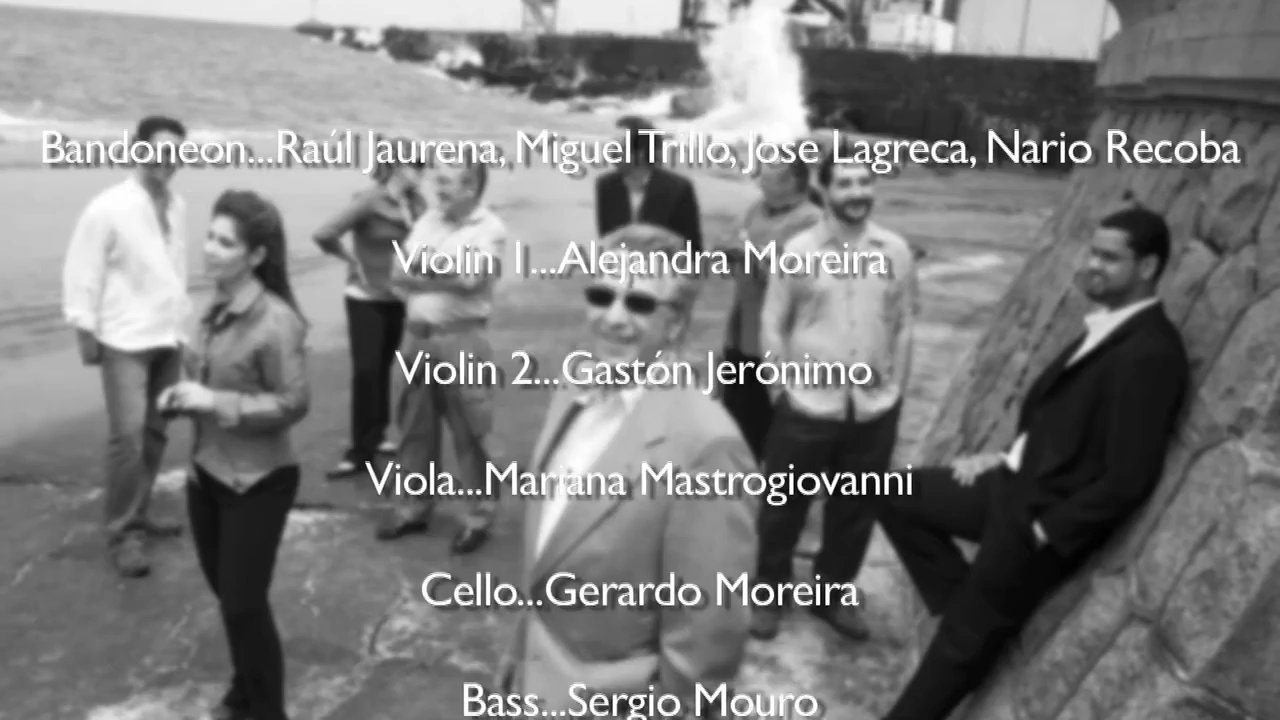 Bandoneon...Raúl Jaurena, Miguel Trillo, Jose Lagreca, Nario Recoba
Violin 1...Alejandra Moreira
Violin 2...Gastón Jerónimo
Viola...Mariana Mastrogiovanni
Cello...Gerardo Moreira
Bass...Sergio Mouro